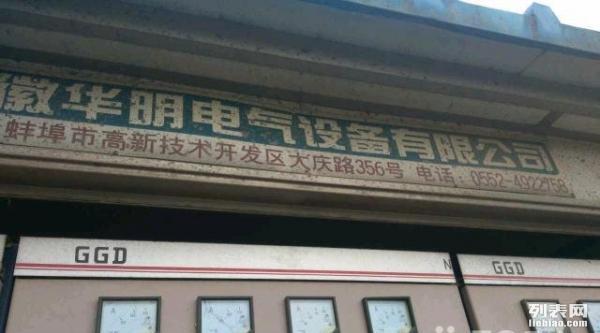 徽华明电气设备有限公司
蚌埠市高新技术开发区大庆路356号 电话:0552-4922758
GGD
N
GGD
列表网
liebiao.com